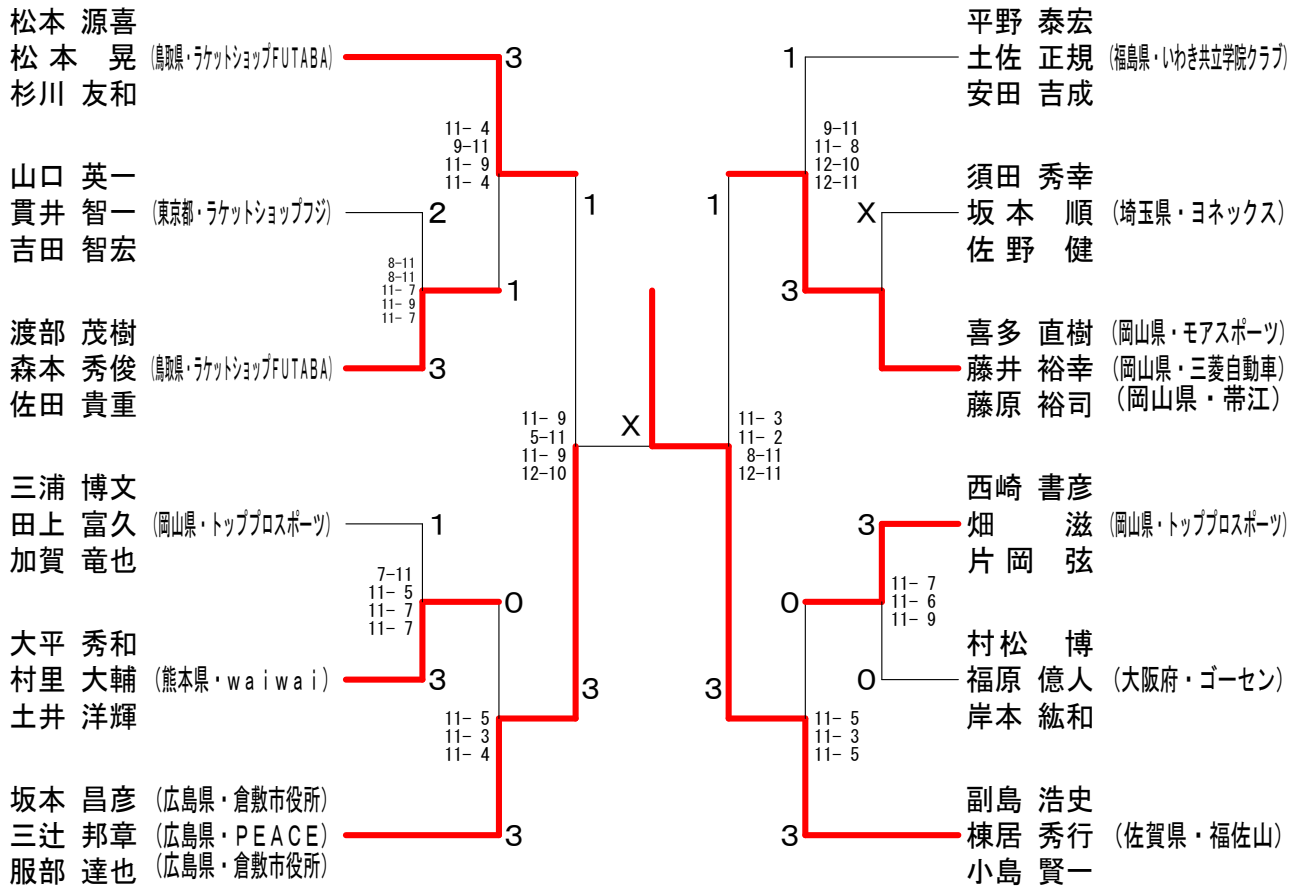 松本 源喜
松本 晃 (鳥取県・ラケットショップFUTABA)
杉川 友和
3
11- 4
9-11
11- 9
11- 4
山口 英一
貫井 智一 (東京都・ラケットショップフジ)
吉田 智宏
2
1
8-11
8-11
11- 7
11- 9
11- 7
1
渡部 茂樹
森本 秀俊 (鳥取県・ラケットショップFUTABA)
佐田 貴重
3
11- 9
5-11
11- 9
12-10
X
三浦 博文
田上 富久 (岡山県・トッププロスポーツ)
加賀 竜也
1
7-11
11- 5
11- 7
11- 7
0
大平 秀和
村里 大輔 (熊本県・waiwai)
土井 洋輝
3
3
11- 5
11- 3
11- 4
坂本 昌彦 (広島県・倉敷市役所)
三辻 邦章 (広島県・PEACE)
服部 達也 (広島県・倉敷市役所)
3
平野 泰宏
土佐 正規 (福島県・いわき共立学院クラブ)
安田 吉成
1
9-11
11- 8
12-10
12-11
須田 秀幸
坂本 順 (埼玉県・ヨネックス)
佐野 健
X
1
3
喜多 直樹 (岡山県・モアスポーツ)
藤井 裕幸 (岡山県・三菱自動車)
藤原 裕司 (岡山県・帯江)
11- 3
11- 2
8-11
12-11
西崎 書彦
畑 滋 (岡山県・トッププロスポーツ)
片岡 弦
3
11- 7
11- 6
11- 9
0
村松 博
福原 億人 (大阪府・ゴーセン)
岸本 紘和
0
3
11- 5
11- 3
11- 5
副島 浩史
棟居 秀行 (佐賀県・福佐山)
小島 賢一
3